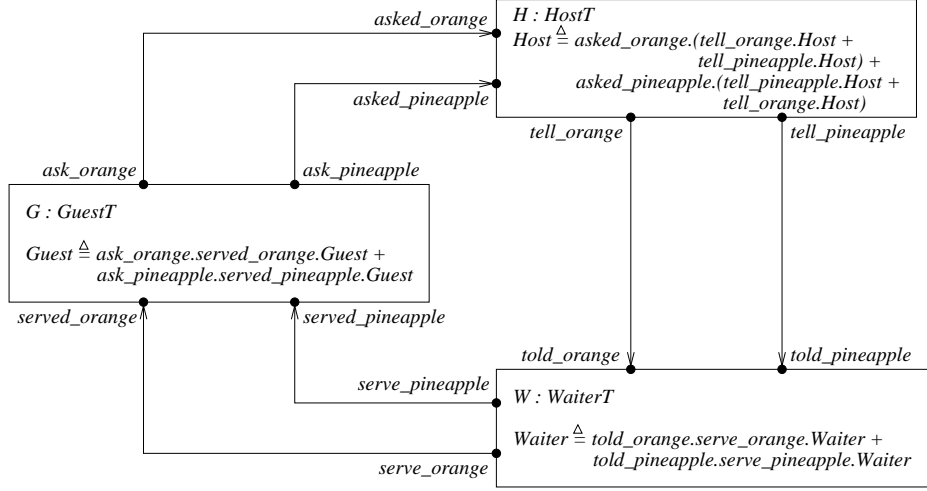 asked_orange
H : HostT
Host ≜ asked_orange.(tell_orange.Host +
tell_pineapple.Host) +
asked_pineapple.(tell_pineapple.Host +
tell_orange.Host)
asked_pineapple
tell_orange
tell_pineapple
ask_orange
ask_pineapple
G : GuestT
Guest ≜ ask_orange.served_orange.Guest +
ask_pineapple.served_pineapple.Guest
served_orange
served_pineapple
told_orange
told_pineapple
serve_pineapple
W : WaiterT
Waiter ≜ told_orange.serve_orange.Waiter +
told_pineapple.serve_pineapple.Waiter
serve_orange